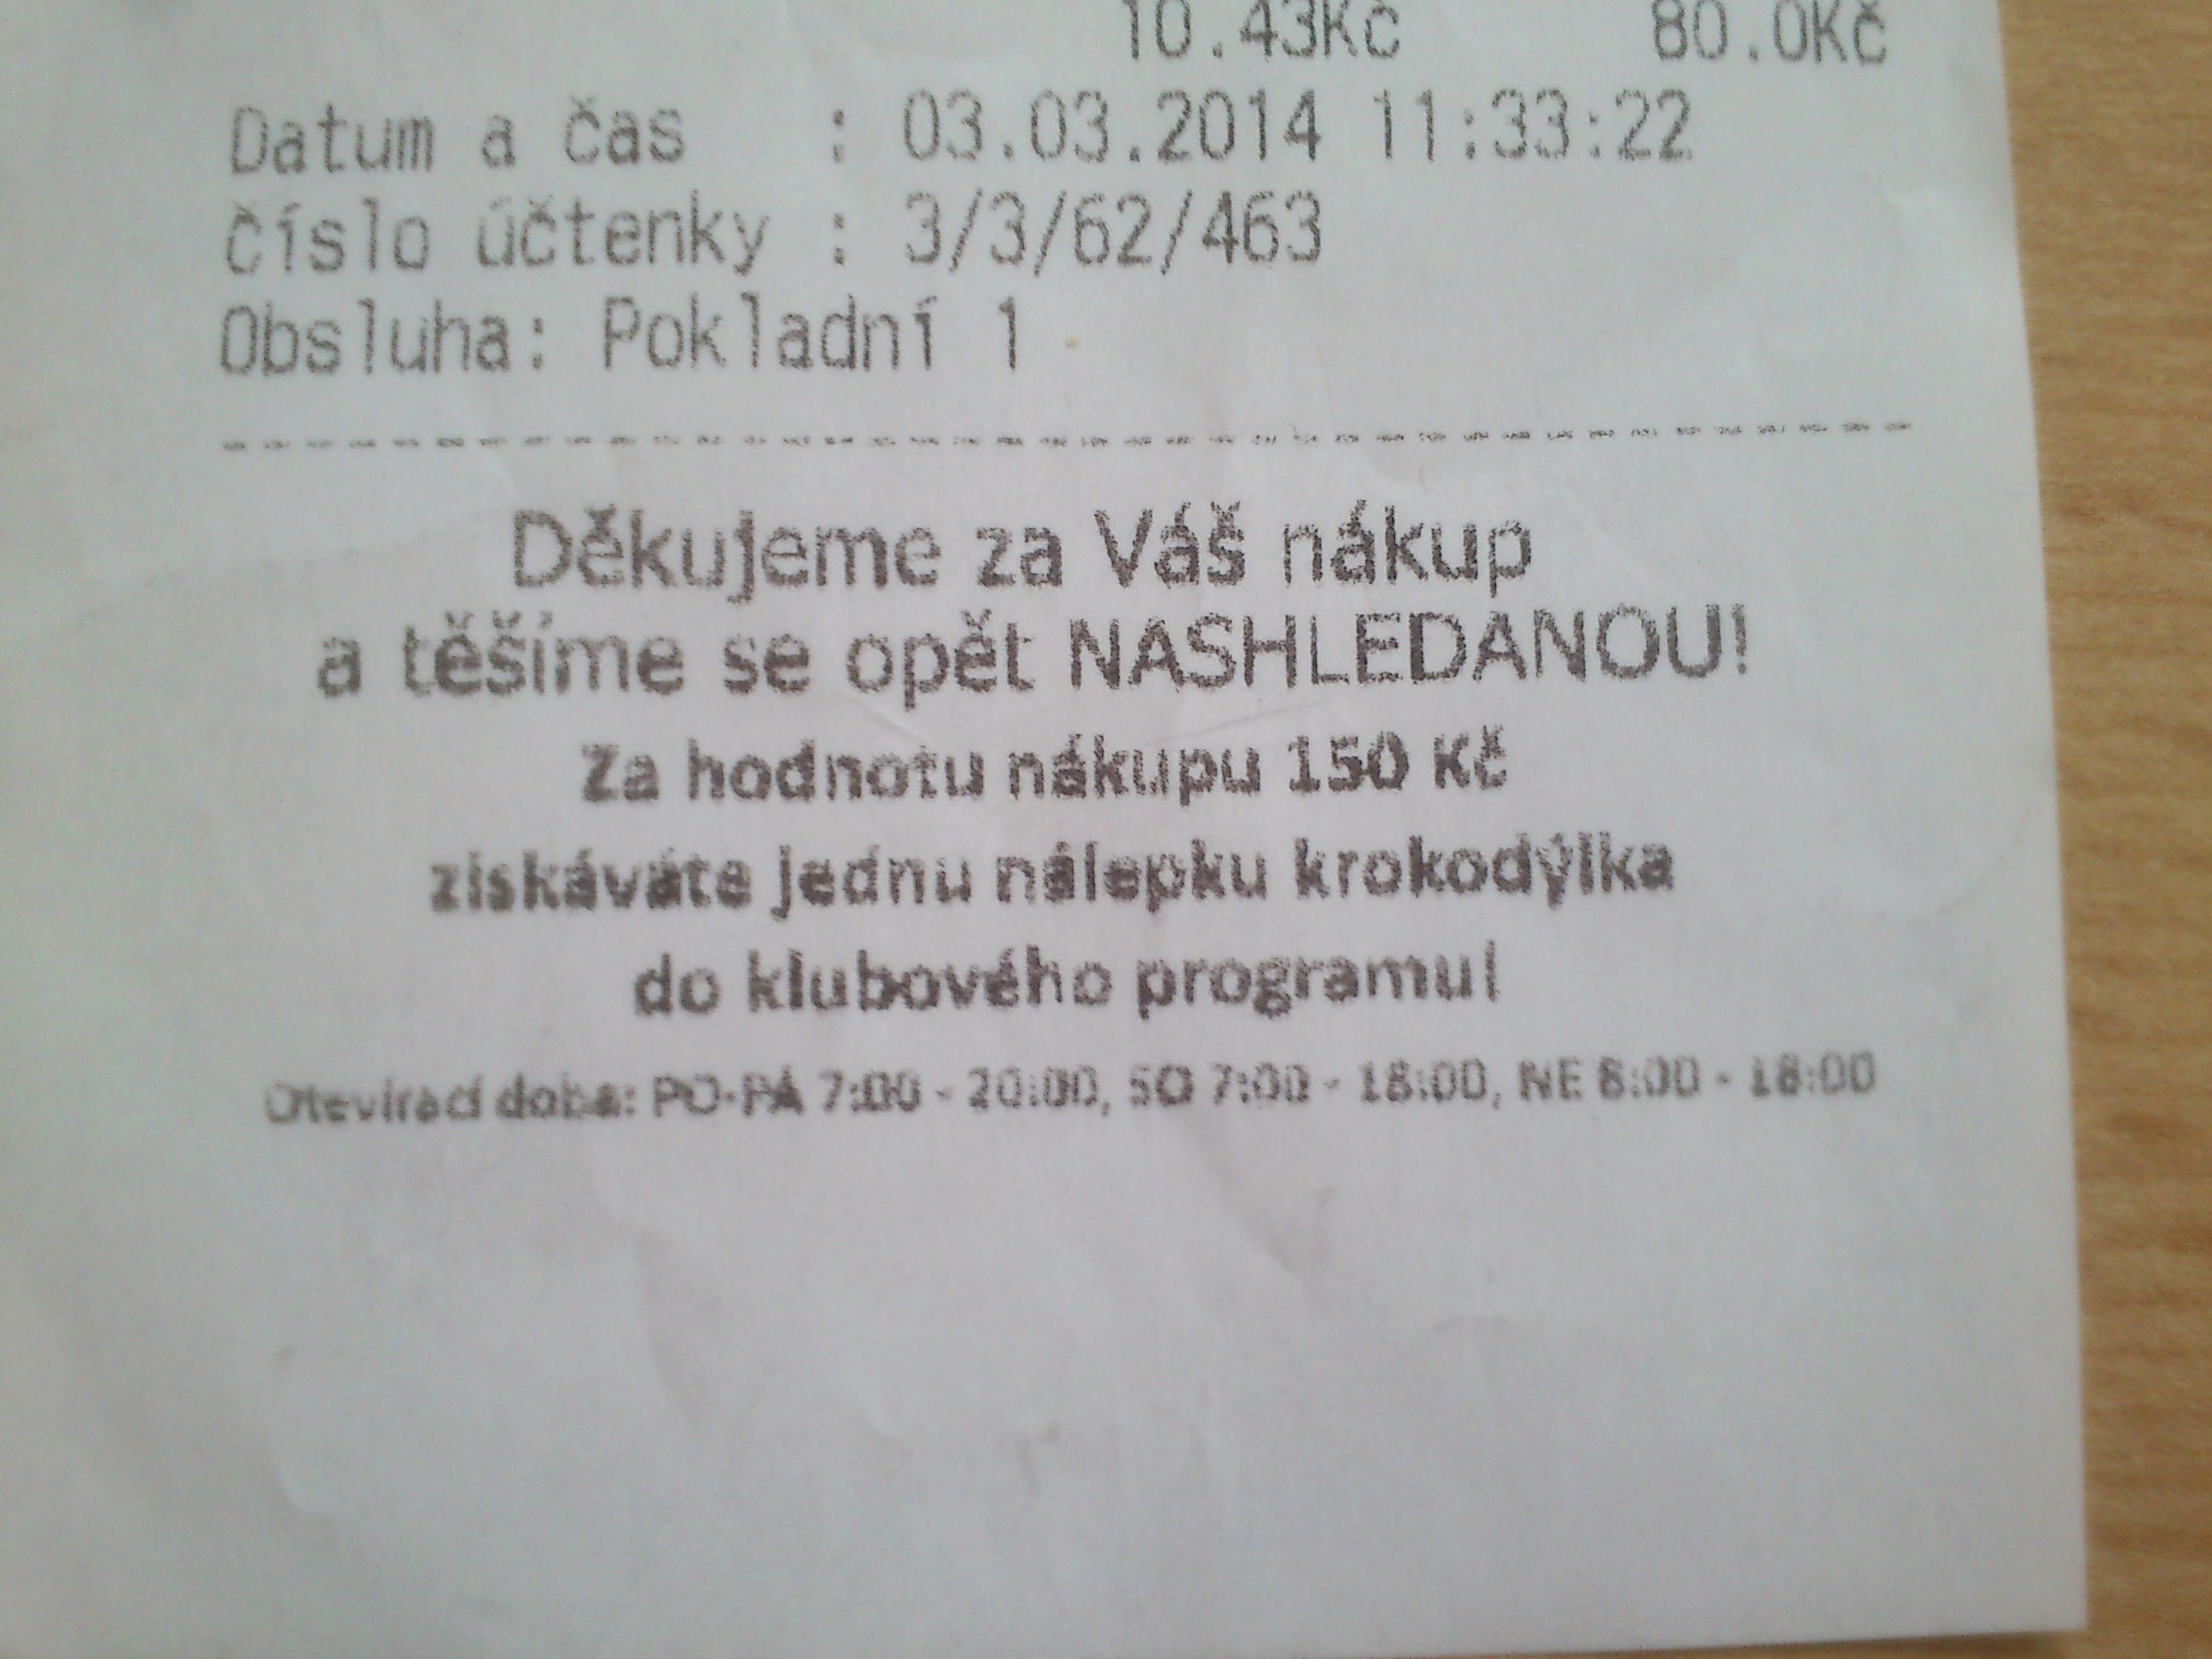 10.43Kč 80.0Kč
Datum a čas : 03.03.2014 11:33:22
číslo účtenky : 3/3/62/463
Obsluha: Pokladní 1
----------------------------------------
Děkujeme za Váš nákup
a těšíme se opět NASHLEDANOU!
Za hodnotu nákupu 150 Kč
získáváte jednu nálepku krokodýlka
do klubového programu!
Otevírací doba: PO-PÁ 7:00 - 20:00, SO 7:00 - 18:00, NE 8:00 - 18:00